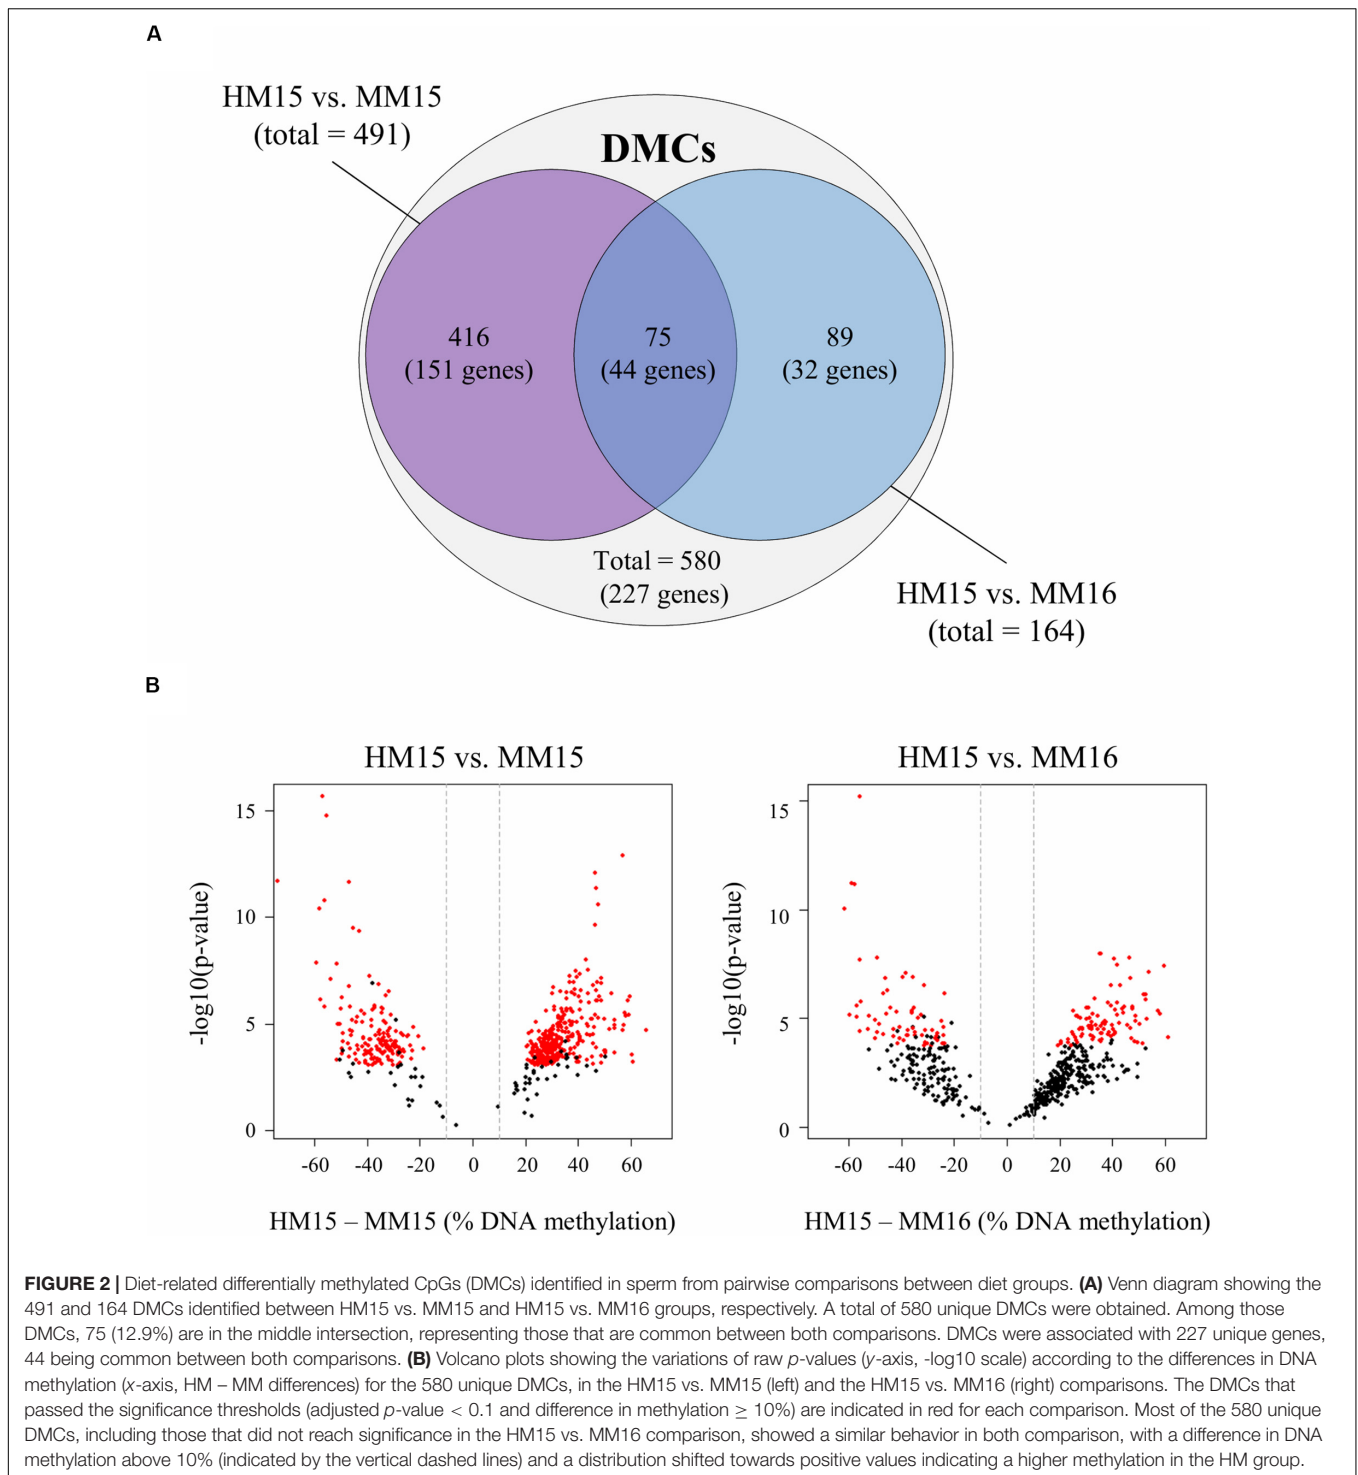 A
HM15 vs. MM15
(total = 491)
DMCs
416
(151 genes)
75
(44 genes)
89
(32 genes)
Total = 580
(227 genes)
HM15 vs. MM16
(total = 164)
B
HM15 vs. MM15
-log10(p-value)
15
10
5
0
-60 -40 -20 0 20 40 60
HM15 – MM15 (% DNA methylation)
HM15 vs. MM16
-log10(p-value)
15
10
5
0
-60 -40 -20 0 20 40 60
HM15 – MM16 (% DNA methylation)
FIGURE 2 | Diet-related differentially methylated CpGs (DMCs) identified in sperm from pairwise comparisons between diet groups. (A) Venn diagram showing the
491 and 164 DMCs identified between HM15 vs. MM15 and HM15 vs. MM16 groups, respectively. A total of 580 unique DMCs were obtained. Among those
DMCs, 75 (12.9%) are in the middle intersection, representing those that are common between both comparisons. DMCs were associated with 227 unique genes,
44 being common between both comparisons. (B) Volcano plots showing the variations of raw p-values (y-axis, -log10 scale) according to the differences in DNA
methylation (x-axis, HM – MM differences) for the 580 unique DMCs, in the HM15 vs. MM15 (left) and the HM15 vs. MM16 (right) comparisons. The DMCs that
passed the significance thresholds (adjusted p-value < 0.1 and difference in methylation ≥ 10%) are indicated in red for each comparison. Most of the 580 unique
DMCs, including those that did not reach significance in the HM15 vs. MM16 comparison, showed a similar behavior in both comparison, with a difference in DNA
methylation above 10% (indicated by the vertical dashed lines) and a distribution shifted towards positive values indicating a higher methylation in the HM group.